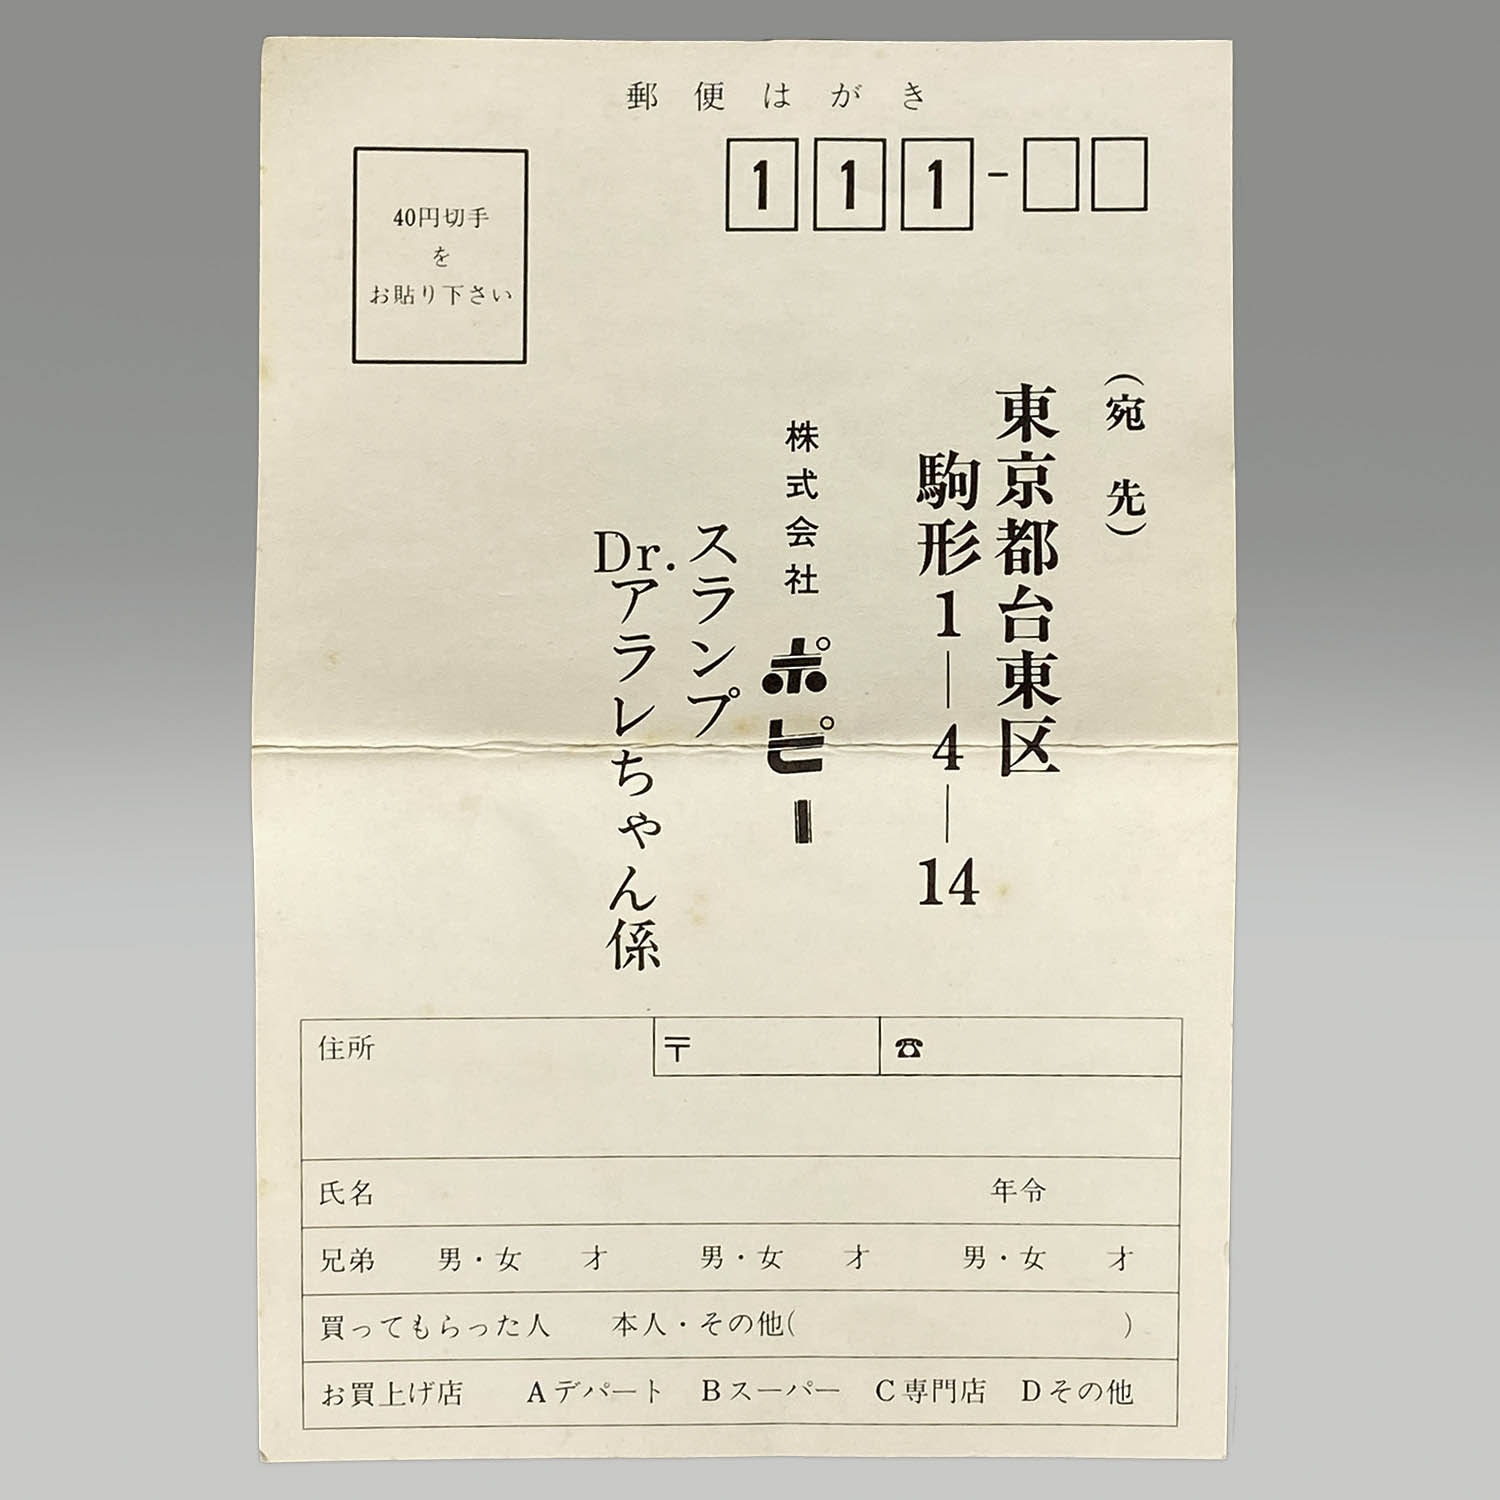 郵便はがき
111-
40円切手
を
お貼り下さい
（宛先）
東京都台東区
駒形1―4―14
株式会社ポピー
スランプ
Dr.アラレちゃん係
住所 〒 ☎
氏名 年令
兄弟 男・女 才 男・女 才 男・女 才
買ってもらった人 本人・その他( )
お買上げ店 Aデパート Bスーパー C専門店 Dその他